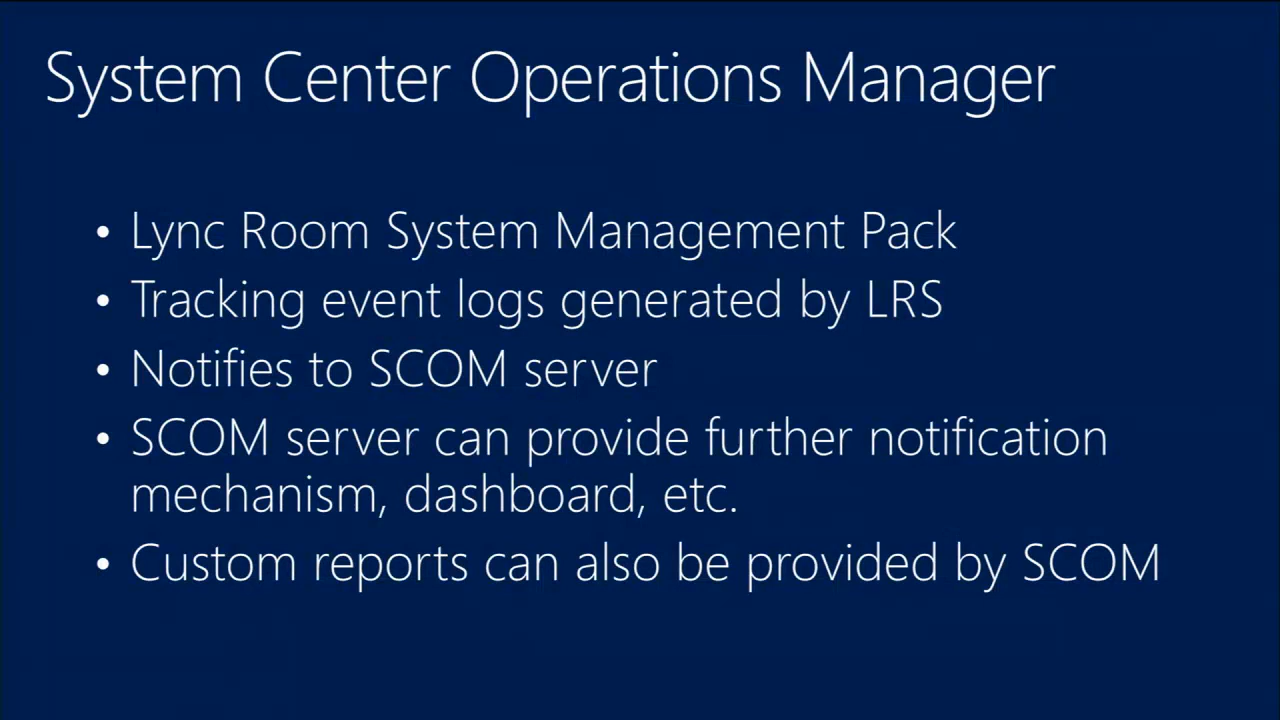 System Center Operations Manager
• Lync Room System Management Pack
• Tracking event logs generated by LRS
• Notifies to SCOM server
• SCOM server can provide further notification
mechanism, dashboard, etc.
• Custom reports can also be provided by SCOM